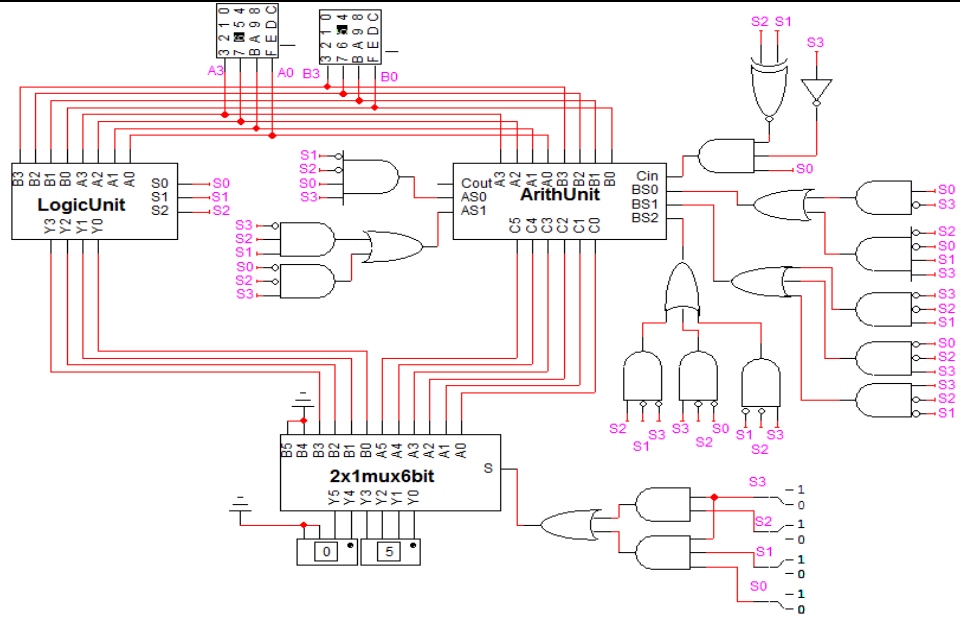 S2 S1
S3
3 2 1 0
7 5 4
B A 9 8
F E D C
3 2 1 0
7 6 4
B A 9 8
F E D C
A3 A0 B3 B0
S0
B3 B2 B1 B0 A3 A2 A1 A0
LogicUnit
S0 S0
S1 S1
S2 S2
Y3 Y2 Y1 Y0
S1
S2
S0
S3
S3
S2
S1
S0
S2
S3
A3 A2 A1 A0 B3 B2 B1 B0
Cout
AS0
AS1
ArithUnit
Cin
BS0
BS1
BS2
C5 C4 C3 C2 C1 C0
S0
S3
S2
S0
S1
S3
S3
S2
S1
S0
S2
S3
S3
S2
S1
S2 S1 S3
S3 S2 S0
S1 S2 S3
B5 B4 B3 B2 B1 B0 A5 A4 A3 A2 A1 A0
2x1mux6bit
S
Y5 Y4 Y3 Y2 Y1 Y0
0 5
S3 1
0
S2 1
0
S1 1
0
S0 1
0